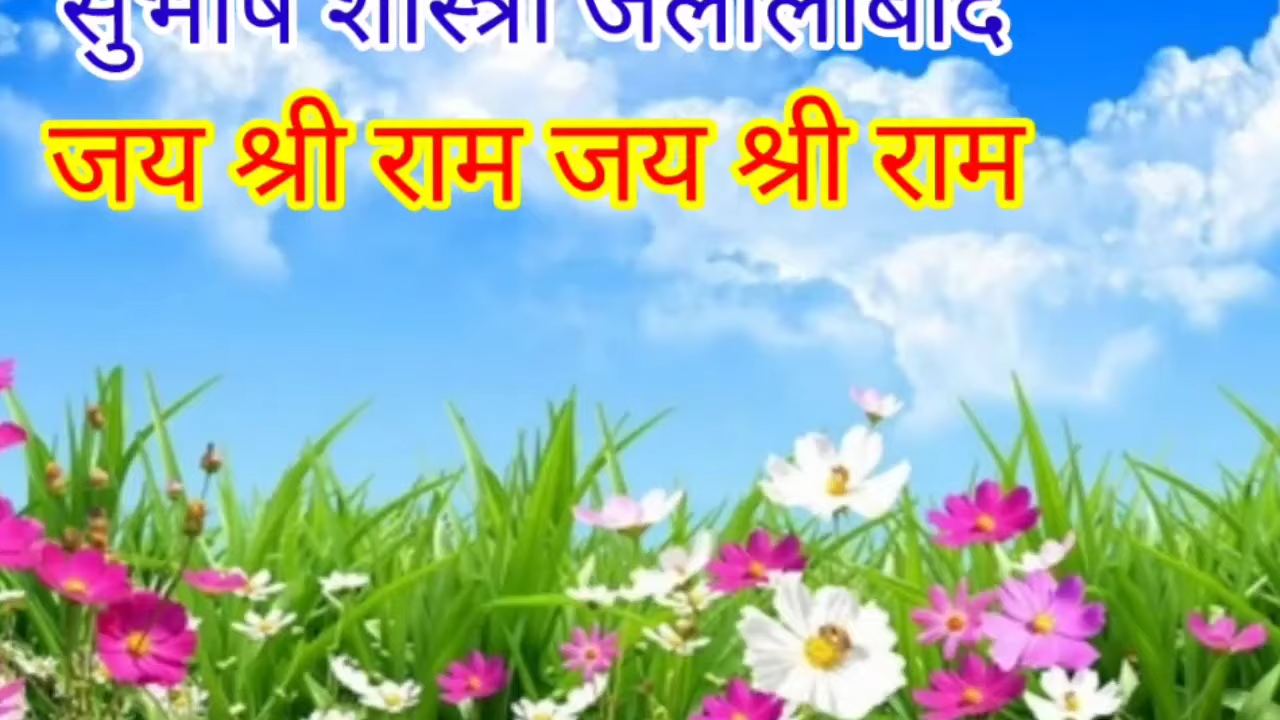 सुभाष शास्त्री जलालाबाद
जय श्री राम जय श्री राम